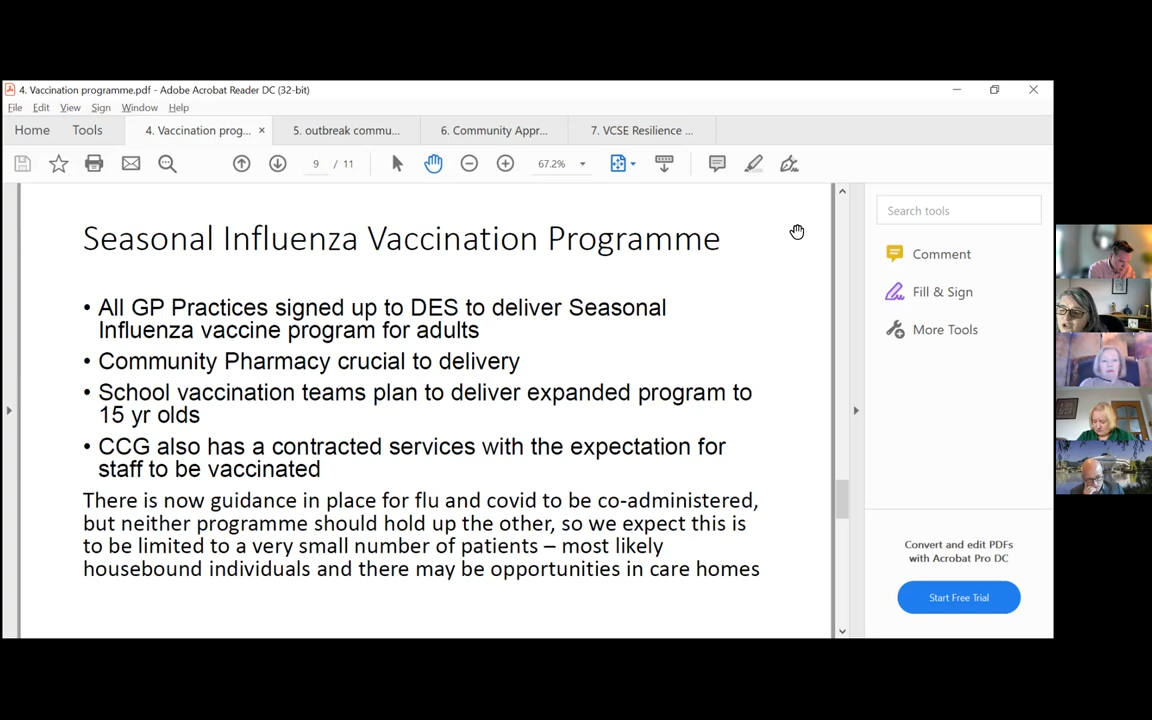 4. Vaccination programme.pdf - Adobe Acrobat Reader DC (32-bit)
File Edit View Sign Window Help
Home Tools 4. Vaccination prog... × 5. outbreak commu... 6. Community Appr... 7. VCSE Resilience ...
9 / 11 67.2%
Seasonal Influenza Vaccination Programme
• All GP Practices signed up to DES to deliver Seasonal
Influenza vaccine program for adults
• Community Pharmacy crucial to delivery
• School vaccination teams plan to deliver expanded program to
15 yr olds
• CCG also has a contracted services with the expectation for
staff to be vaccinated
There is now guidance in place for flu and covid to be co-administered,
but neither programme should hold up the other, so we expect this is
to be limited to a very small number of patients – most likely
housebound individuals and there may be opportunities in care homes
Search tools
Comment
Fill & Sign
More Tools
Convert and edit PDFs
with Acrobat Pro DC
Start Free Trial